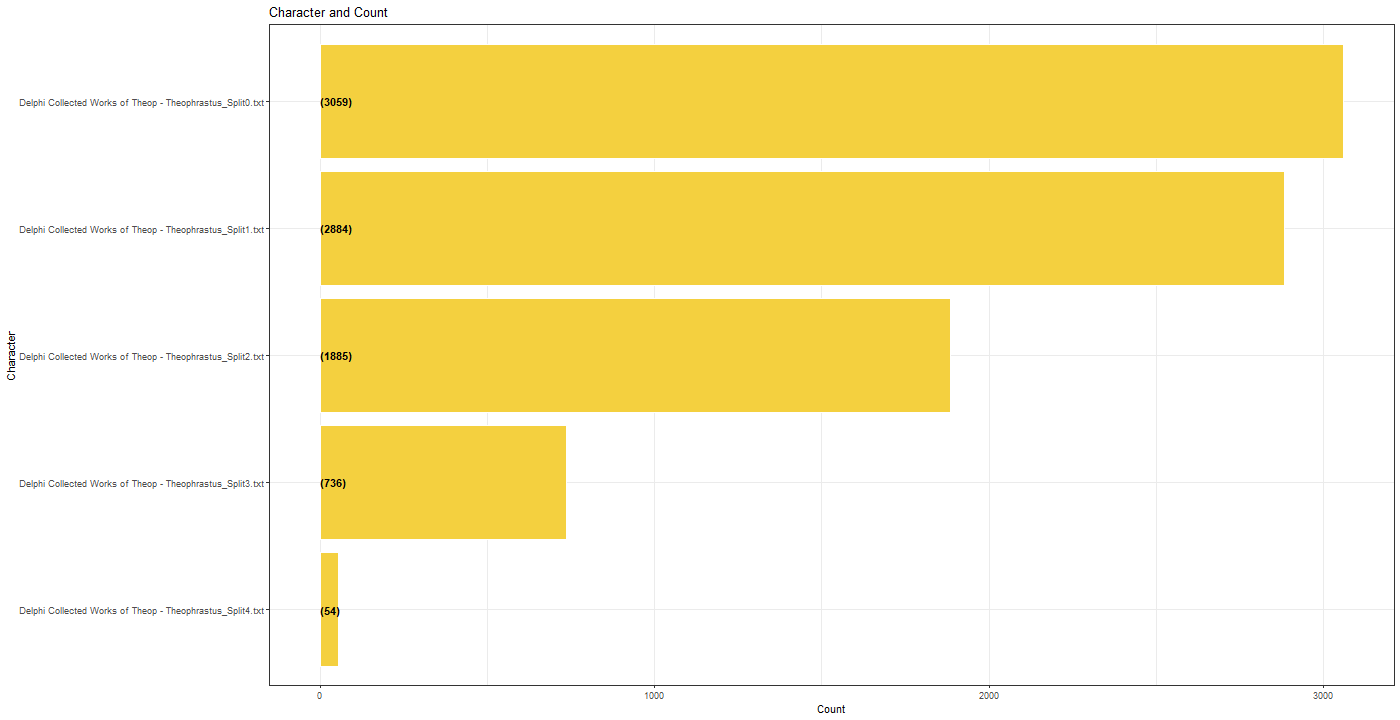 Character and Count
Character
Delphi Collected Works of Theop - Theophrastus_Split0.txt
(3059)
Delphi Collected Works of Theop - Theophrastus_Split1.txt
(2884)
Delphi Collected Works of Theop - Theophrastus_Split2.txt
(1885)
Delphi Collected Works of Theop - Theophrastus_Split3.txt
(736)
Delphi Collected Works of Theop - Theophrastus_Split4.txt
(54)
0 1000 2000 3000
Count